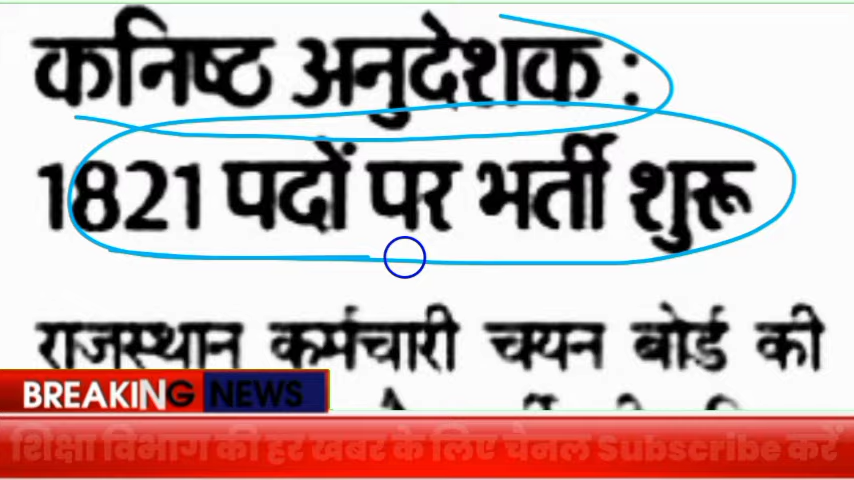 कनिष्ठ अनुदेशक :
1821 पदों पर भर्ती शुरू
राजस्थान कर्मचारी चयन बोर्ड की
BREAKING NEWS
शिक्षा विभाग की हर खबर के लिए चैनल Subscribe करें